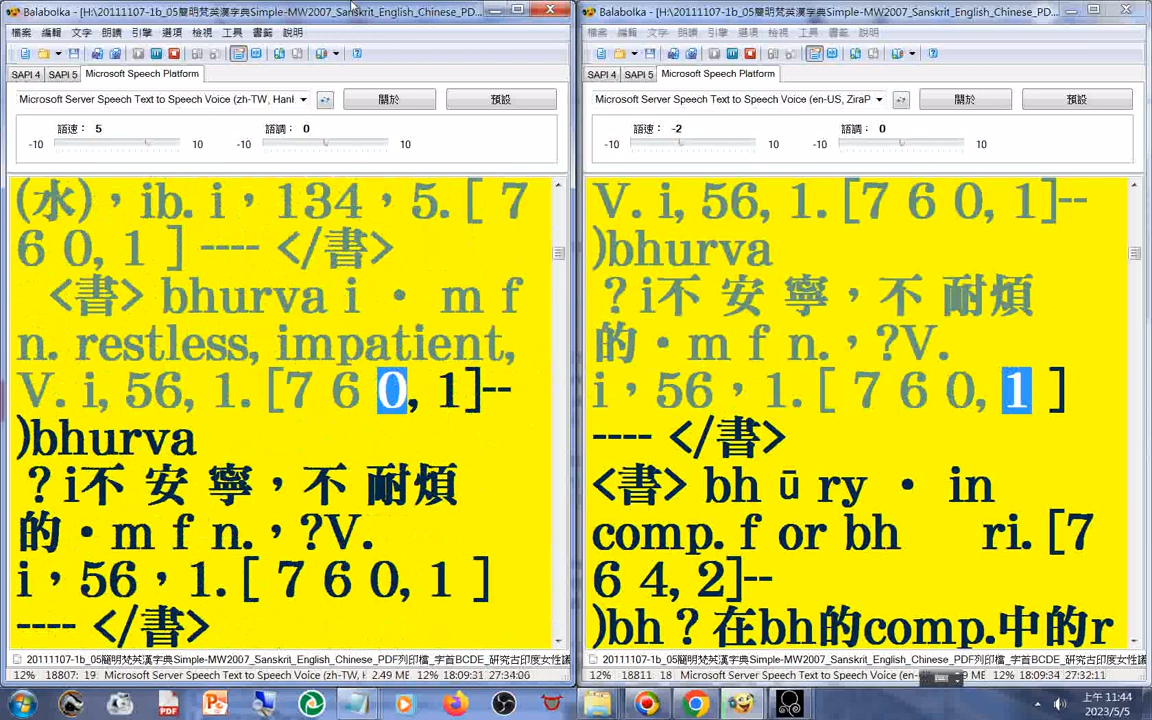 Balabolka - [H:\20111107-1b_05簡明梵英漢字典Simple-MW2007_Sanskrit_English_Chinese_PD...
檔案 編輯 文字 朗讀 引擎 選項 檢視 工具 書籤 說明
SAPI 4 SAPI 5 Microsoft Speech Platform
Microsoft Server Speech Text to Speech Voice (zh-TW, HanI
關於 預設
語速： 5 語調： 0
-10 10 -10 10
(水)，ib. i，134，5. [ 7
6 0, 1 ] ---- </書>
<書> bhurva i • m f
n. restless, impatient,
V. i, 56, 1. [7 6 0, 1]--
)bhurva
？i不 安 寧，不 耐煩
的・m f n.，?V.
i，56，1. [ 7 6 0, 1 ]
---- </書>
20111107-1b_05簡明梵英漢字典Simple-MW2007_Sanskrit_English_Chinese_PDF列印檔_字首BCDE_研究古印度女性議
12% 18807: 19 Microsoft Server Speech Text to Speech Voice (zh-TW, H 2.49 MB 12% 18:09:31 27:34:06
Balabolka - [H:\20111107-1b_05簡明梵英漢字典Simple-MW2007_Sanskrit_English_Chinese_PD...
檔案 編輯 文字 朗讀 引擎 選項 檢視 工具 書籤 說明
SAPI 4 SAPI 5 Microsoft Speech Platform
Microsoft Server Speech Text to Speech Voice (en-US, ZiraP
關於 預設
語速： -2 語調： 0
-10 10 -10 10
V. i, 56, 1. [7 6 0, 1]--
)bhurva
？i不 安 寧，不 耐煩
的・m f n.，?V.
i，56，1. [ 7 6 0, 1 ]
---- </書>
<書> bh ū ry • in
comp. f or bh ri. [7
6 4, 2]--
)bh？在bh的comp.中的r
20111107-1b_05簡明梵英漢字典Simple-MW2007_Sanskrit_English_Chinese_PDF列印檔_字首BCDE_研究古印度女性議
12% 18811 18 Microsoft Server Speech Text to Speech Voice (en- 9 MB 12% 18:09:34 27:32:11
上午 11:44
2023/5/5